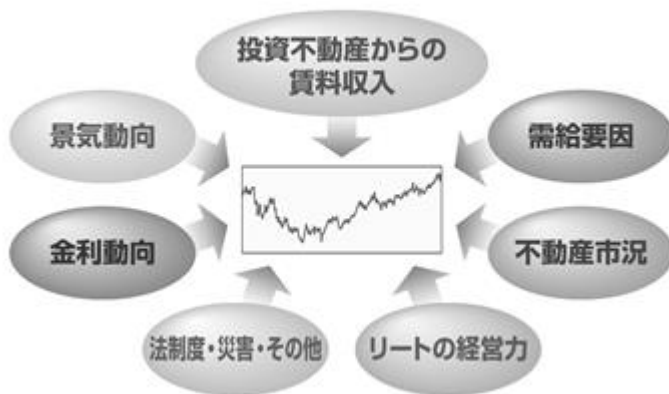 投資不動産からの
賃料収入
景気動向
需給要因
金利動向
不動産市況
法制度・災害・その他
リートの経営力